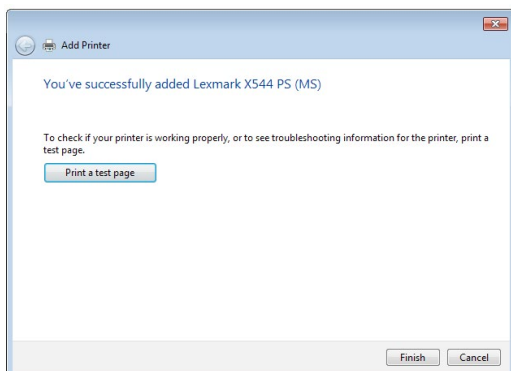 Add Printer
You've successfully added Lexmark X544 PS (MS)
To check if your printer is working properly, or to see troubleshooting information for the printer, print a
test page.
Print a test page
Finish Cancel